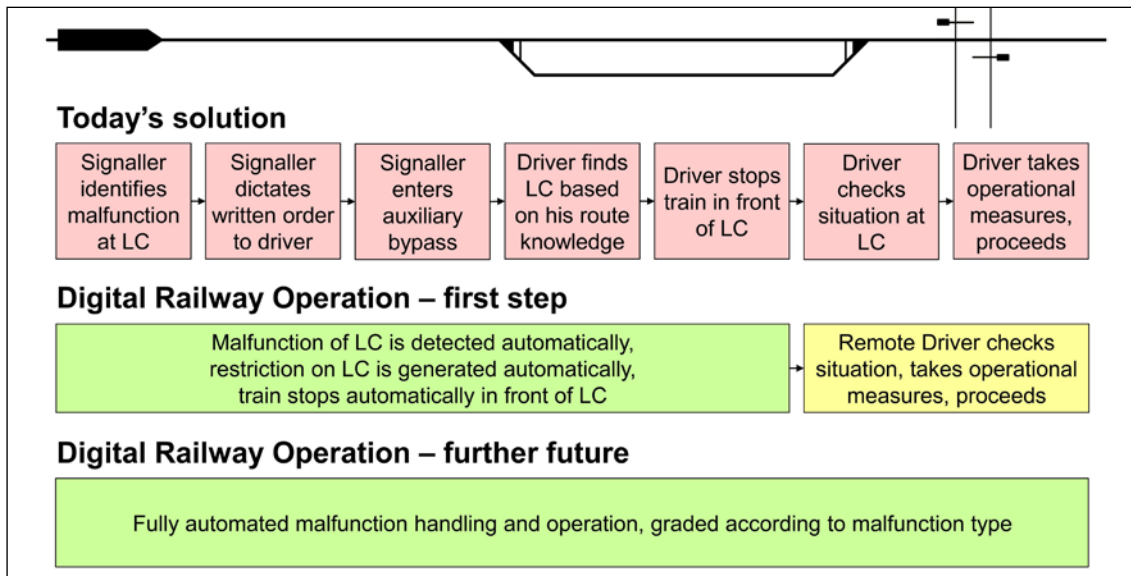 Today's solution
Signaller
identifies
malfunction
at LC
Signaller
dictates
written order
to driver
Signaller
enters
auxiliary
bypass
Driver finds
LC based
on his route
knowledge
Driver stops
train in front
of LC
Driver
checks
situation at
LC
Driver takes
operational
measures,
proceeds
Digital Railway Operation – first step
Malfunction of LC is detected automatically,
restriction on LC is generated automatically,
train stops automatically in front of LC
Remote Driver checks
situation, takes operational
measures, proceeds
Digital Railway Operation – further future
Fully automated malfunction handling and operation, graded according to malfunction type